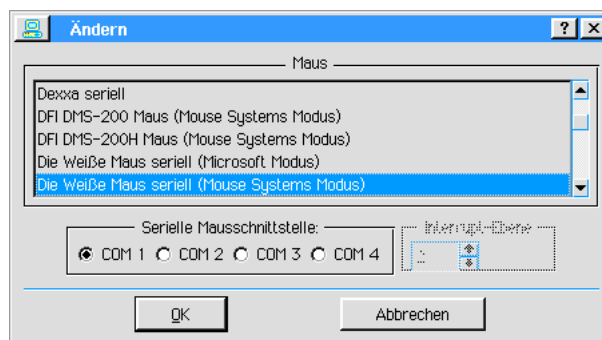 Ändern
Maus
Dexxa seriell
DFI DMS-200 Maus (Mouse Systems Modus)
DFI DMS-200H Maus (Mouse Systems Modus)
Die Weiße Maus seriell (Microsoft Modus)
Die Weiße Maus seriell (Mouse Systems Modus)
Serielle Mausschnittstelle:
Interrupt-Ebene
COM 1 COM 2 COM 3 COM 4
OK Abbrechen